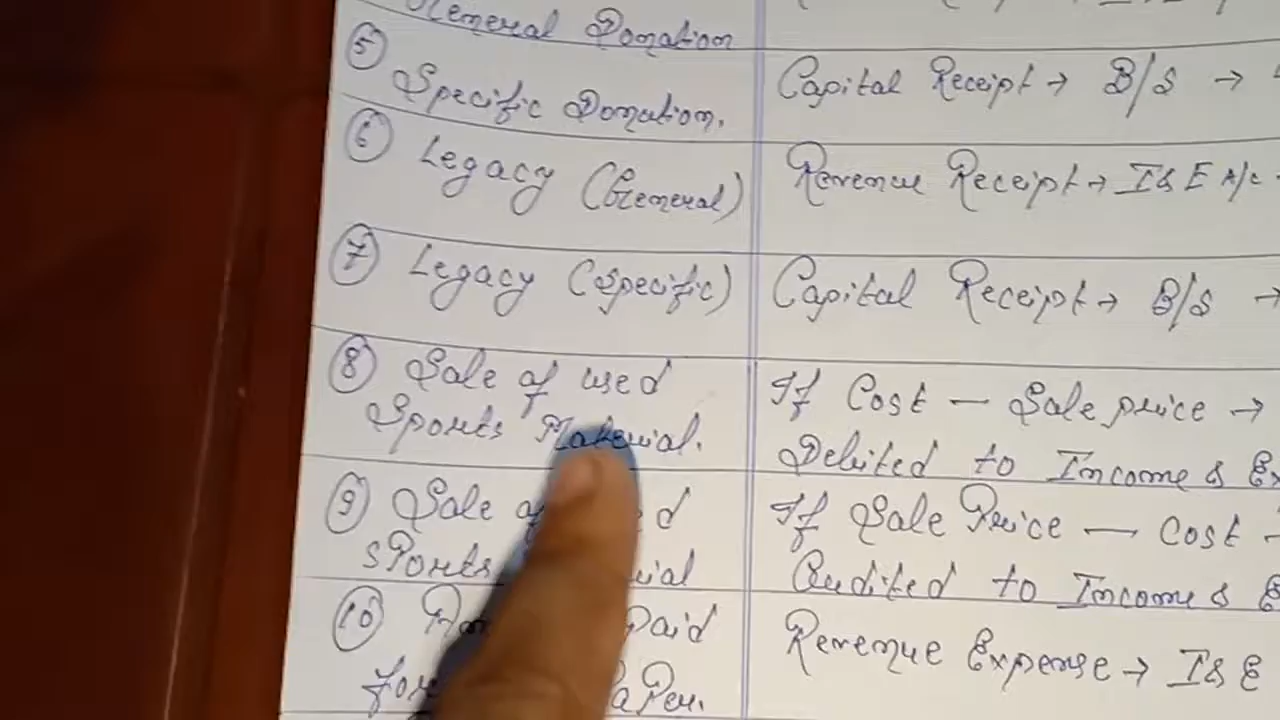 General Donation
⑤ Specific Donation.
Capital Receipt → B/S →
⑥ Legacy (General)
Revenue Receipt → I & E A/c
⑦ Legacy (Specific)
Capital Receipt → B/S →
⑧ Sale of used
Sports Material.
If Cost — Sale price →
Debited to Income &
⑨ Sale
sports
If Sale Price — Cost
Credited to Income &
⑩ Paid
Revenue Expense → I & E